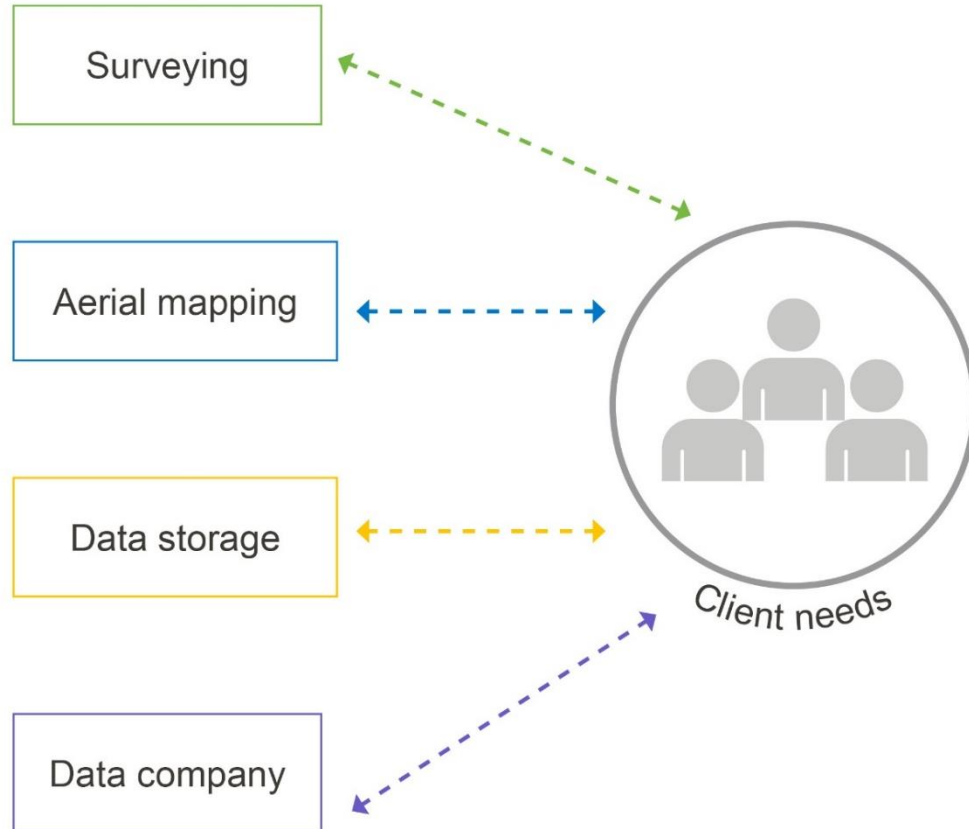 Surveying
Aerial mapping
Data storage
Client needs
Data company